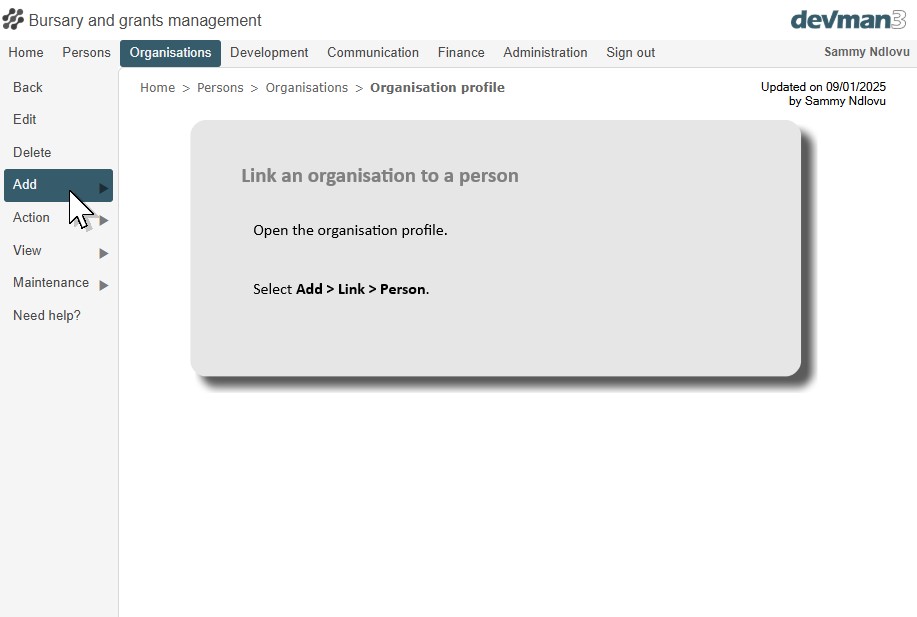 Bursary and grants management
devman3
Home Persons Organisations Development Communication Finance Administration Sign out Sammy Ndlovu
Back
Edit
Delete
Add
Action
View
Maintenance
Need help?
Home > Persons > Organisations > Organisation profile
Updated on 09/01/2025
by Sammy Ndlovu
Link an organisation to a person
Open the organisation profile.
Select Add > Link > Person.